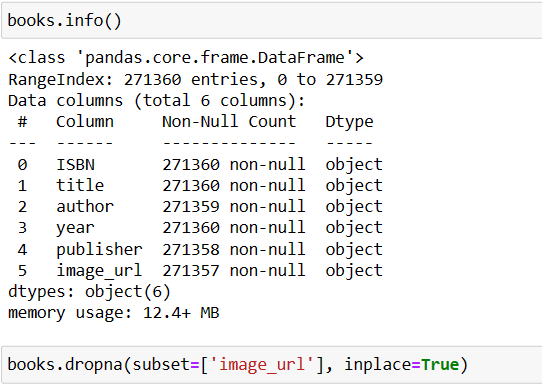 books.info()
<class 'pandas.core.frame.DataFrame'>
RangeIndex: 271360 entries, 0 to 271359
Data columns (total 6 columns):
 #   Column     Non-Null Count   Dtype
---  ------     --------------   -----
 0   ISBN       271360 non-null  object
 1   title      271360 non-null  object
 2   author     271359 non-null  object
 3   year       271360 non-null  object
 4   publisher  271358 non-null  object
 5   image_url  271357 non-null  object
dtypes: object(6)
memory usage: 12.4+ MB
books.dropna(subset=['image_url'], inplace=True)